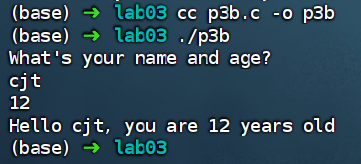 (base) ➜ lab03 cc p3b.c -o p3b
(base) ➜ lab03 ./p3b
What's your name and age?
cjt
12
Hello cjt, you are 12 years old
(base) ➜ lab03